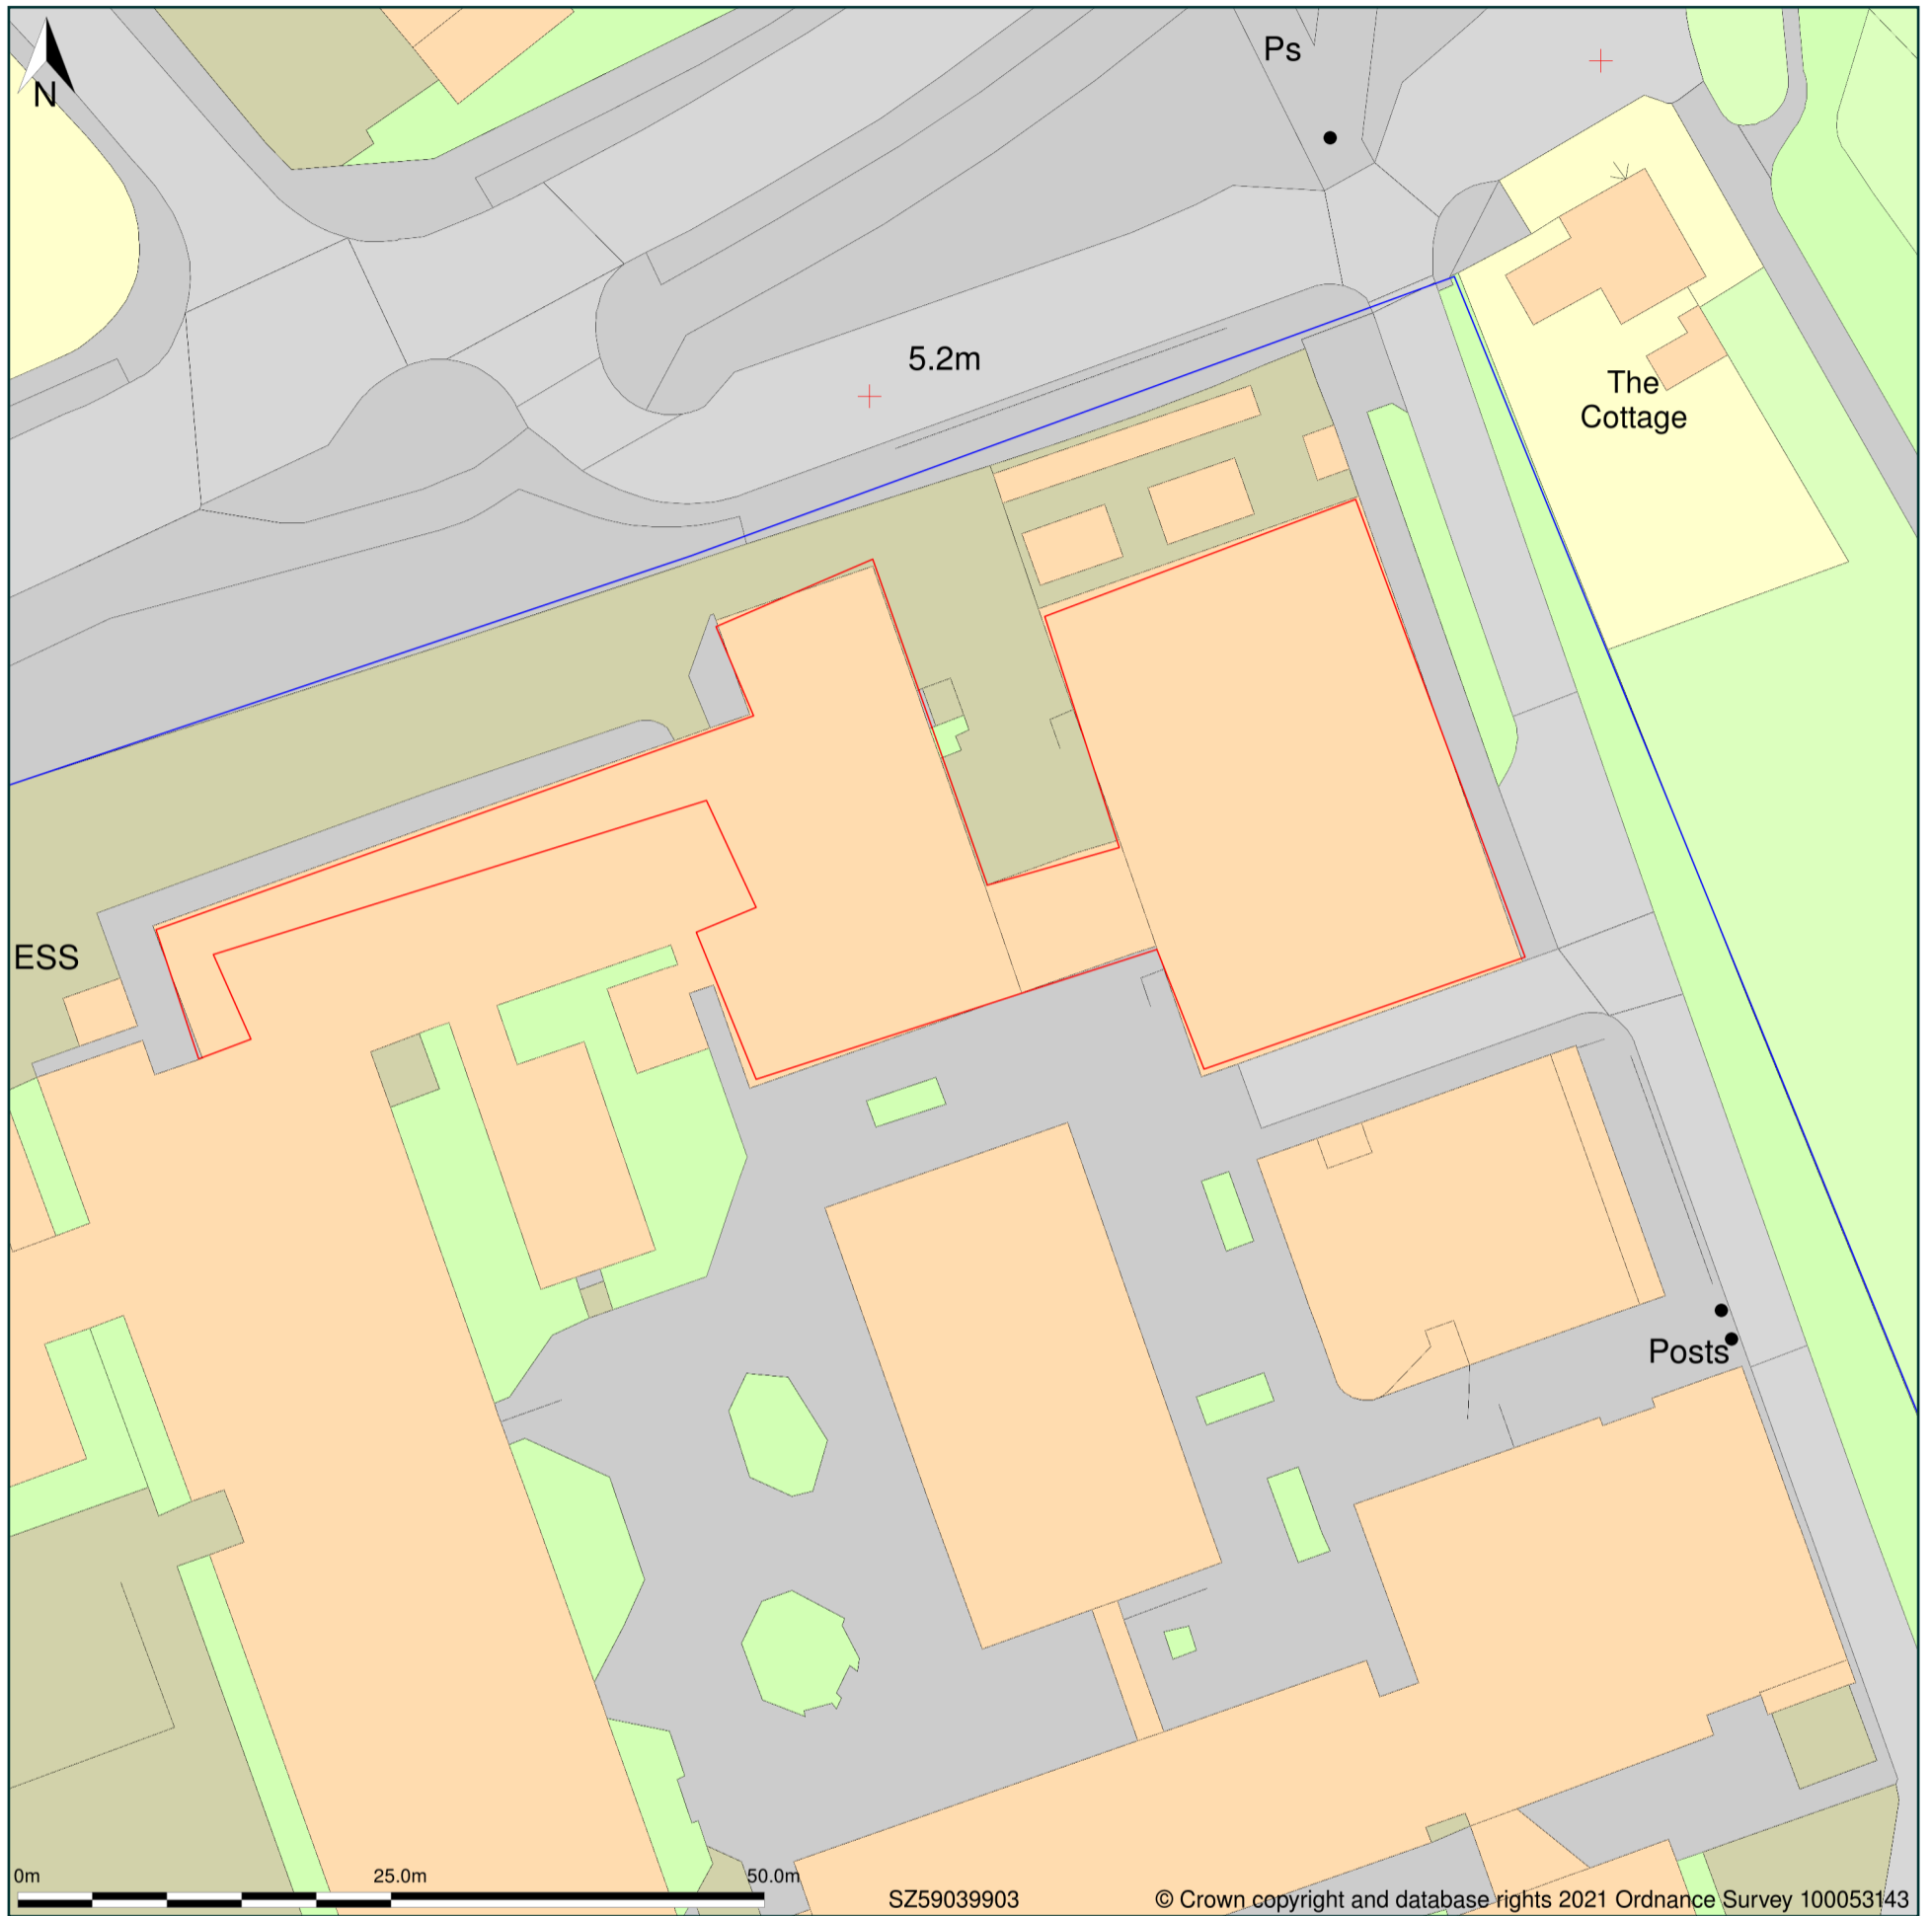 Ps
N
5.2m
The
Cottage
ESS
Posts
0m 25.0m 50.0m
SZ59039903
© Crown copyright and database rights 2021 Ordnance Survey 100053143